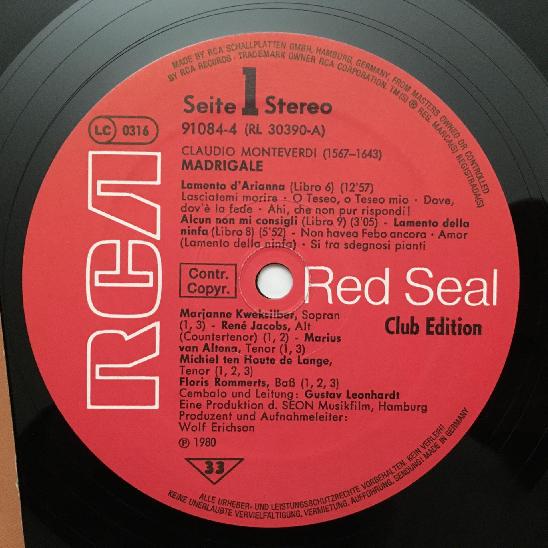 MADE BY RCA SCHALLPLATTEN GMBH, HAMBURG, GERMANY, FROM MASTERS OWNED OR CONTROLLED
BY RCA RECORDS · TRADEMARK OWNER RCA CORPORATION. TM(S) ® REG. MARCA(S) REGISTRADA(S)
Seite 1 Stereo
LC 0316
91084-4 (RL 30390-A)
CLAUDIO MONTEVERDI (1567–1643)
MADRIGALE
Lamento d'Arianna (Libro 6) (12'57)
Lasciatemi morire - O Teseo, o Teseo mio - Dove,
dov'è la fede - Ahi, che non pur rispondi!
Alcun non mi consigli (Libro 9) (3'05) - Lamento della
ninfa (Libro 8) (5'52) - Non havea Febo ancora - Amor
(Lamento della ninfa) - Si tra sdegnosi pianti
RCA
Contr.
Copyr.
Red Seal
Club Edition
Marjanne Kweksilber, Sopran
(1, 3) - René Jacobs, Alt
(Countertenor) (1, 2) - Marius
van Altena, Tenor (1, 3)
Michiel ten Houte de Lange,
Tenor (1, 2, 3)
Floris Rommerts, Baß (1, 2, 3)
Cembalo und Leitung: Gustav Leonhardt
Eine Produktion d. SEON Musikfilm, Hamburg
Produzent und Aufnahmeleiter:
Wolf Erichson
℗ 1980
33
ALLE URHEBER- UND LEISTUNGSSCHUTZRECHTE VORBEHALTEN. KEIN VERLEIH!
KEINE UNERLAUBTE VERVIELFÄLTIGUNG, VERMIETUNG, AUFFÜHRUNG, SENDUNG! MADE IN GERMANY